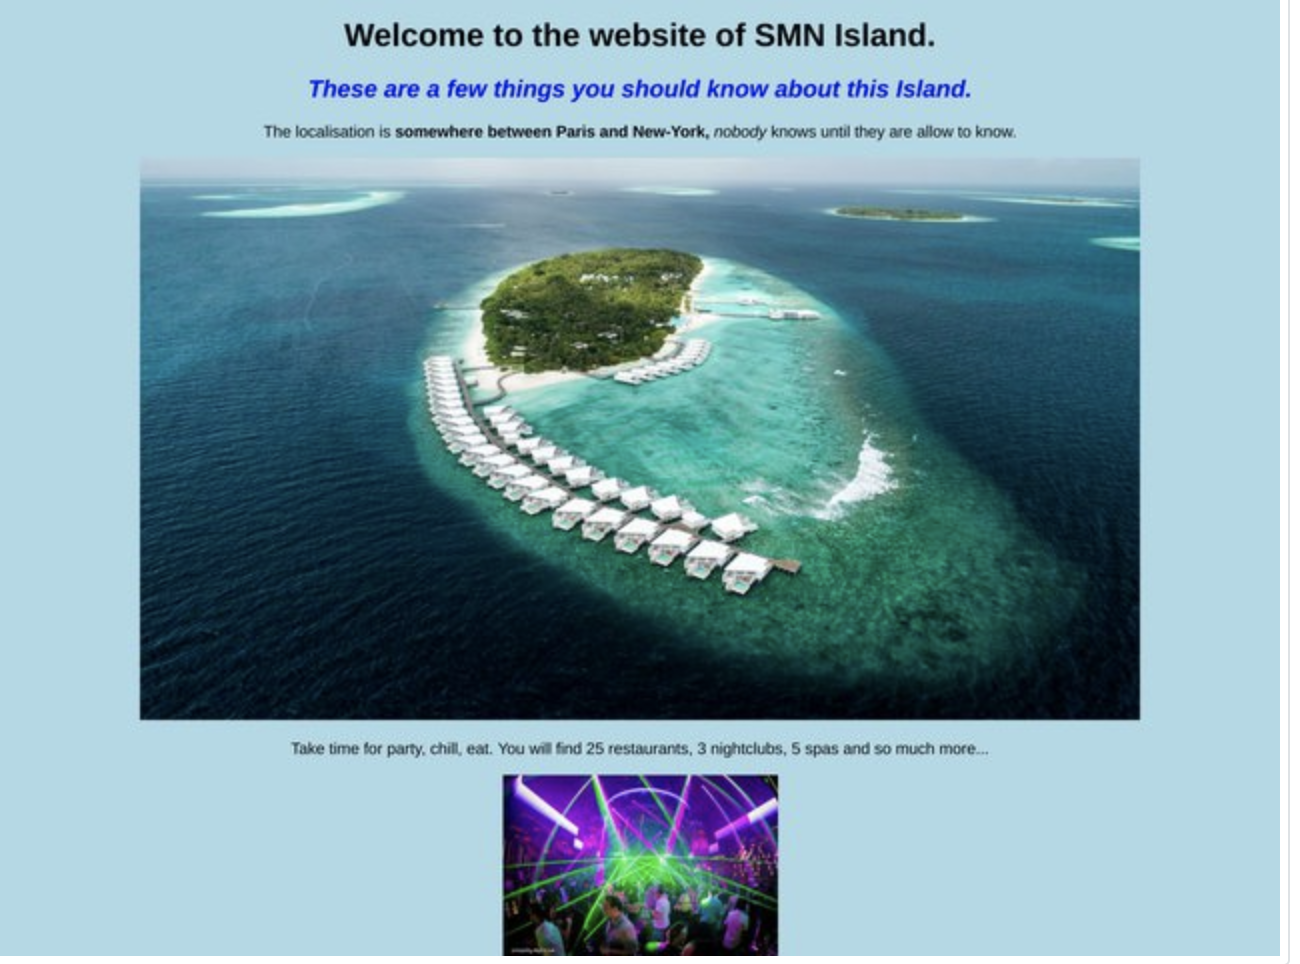 Welcome to the website of SMN Island.
These are a few things you should know about this Island.
The localisation is somewhere between Paris and New-York, nobody knows until they are allow to know.
Take time for party, chill, eat. You will find 25 restaurants, 3 nightclubs, 5 spas and so much more...